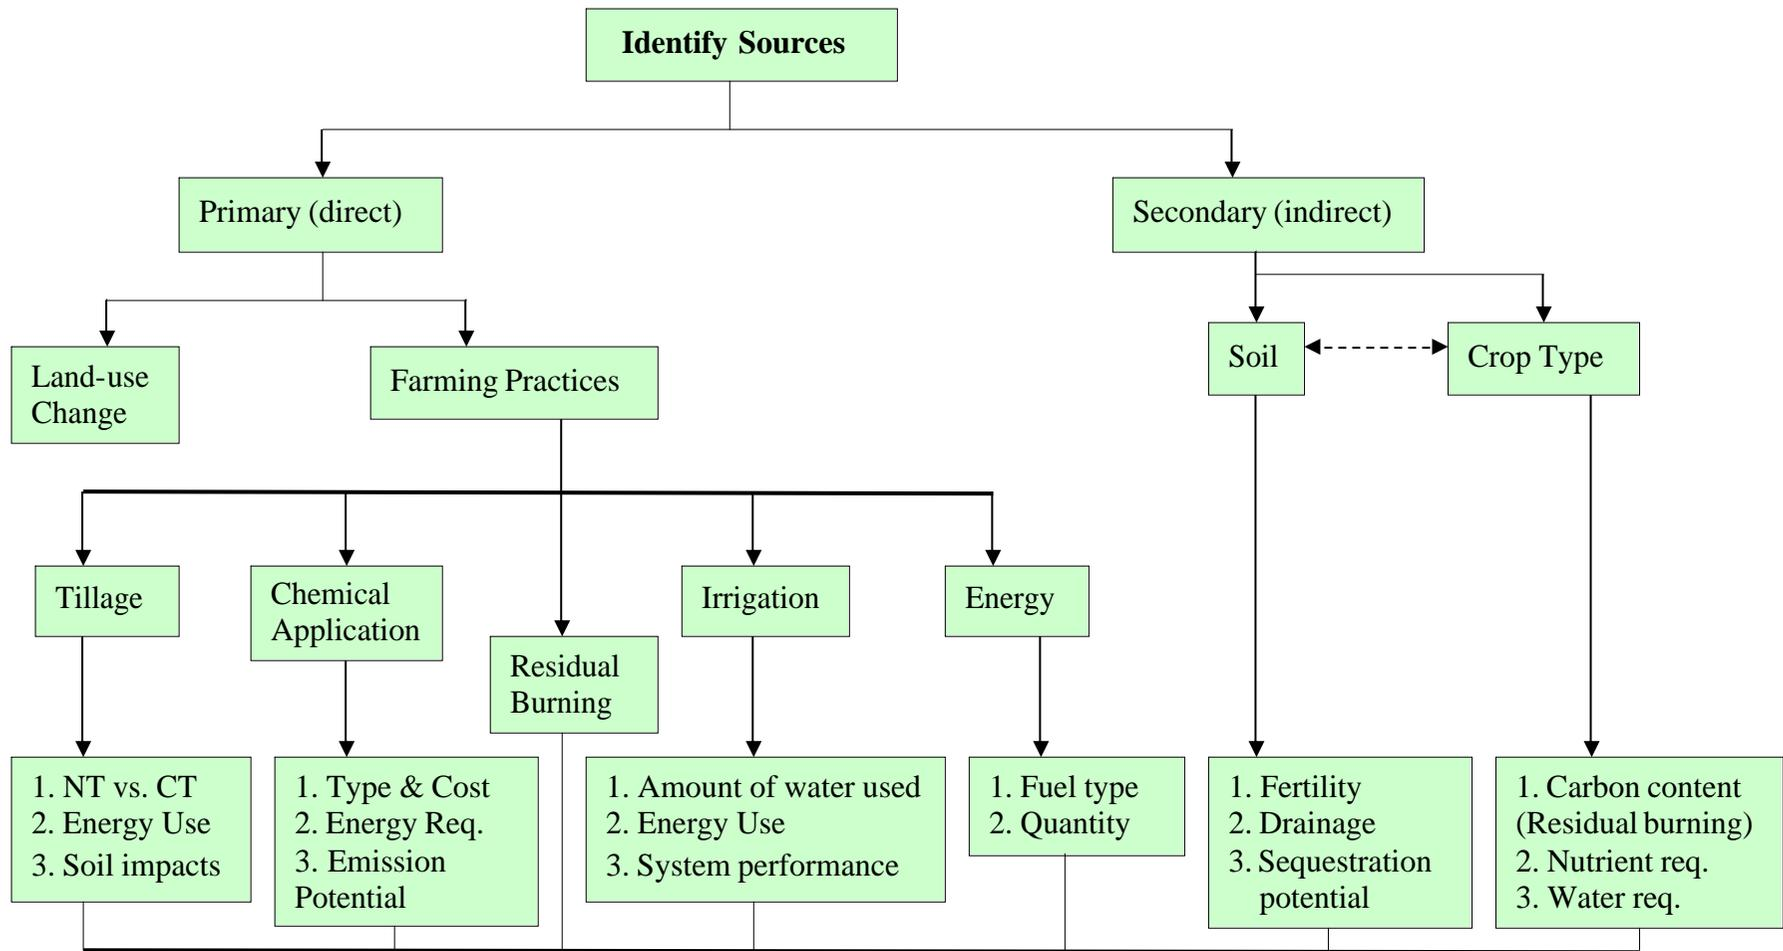 Identify Sources
Primary (direct)
Secondary (indirect)
Land-use
Change
Farming Practices
Soil
Crop Type
Tillage
Chemical
Application
Residual
Burning
Irrigation
Energy
1. NT vs. CT
2. Energy Use
3. Soil impacts
1. Type & Cost
2. Energy Req.
3. Emission
Potential
1. Amount of water used
2. Energy Use
3. System performance
1. Fuel type
2. Quantity
1. Fertility
2. Drainage
3. Sequestration
potential
1. Carbon content
(Residual burning)
2. Nutrient req.
3. Water req.